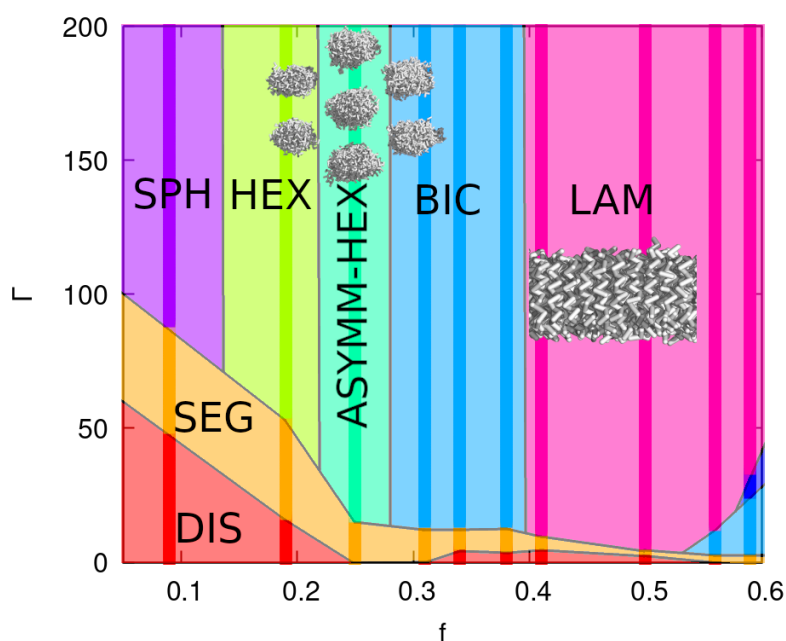 200
150
100
50
0
Γ
SPH
HEX
ASYMM-HEX
BIC
LAM
SEG
DIS
0.1
0.2
0.3
0.4
0.5
0.6
f